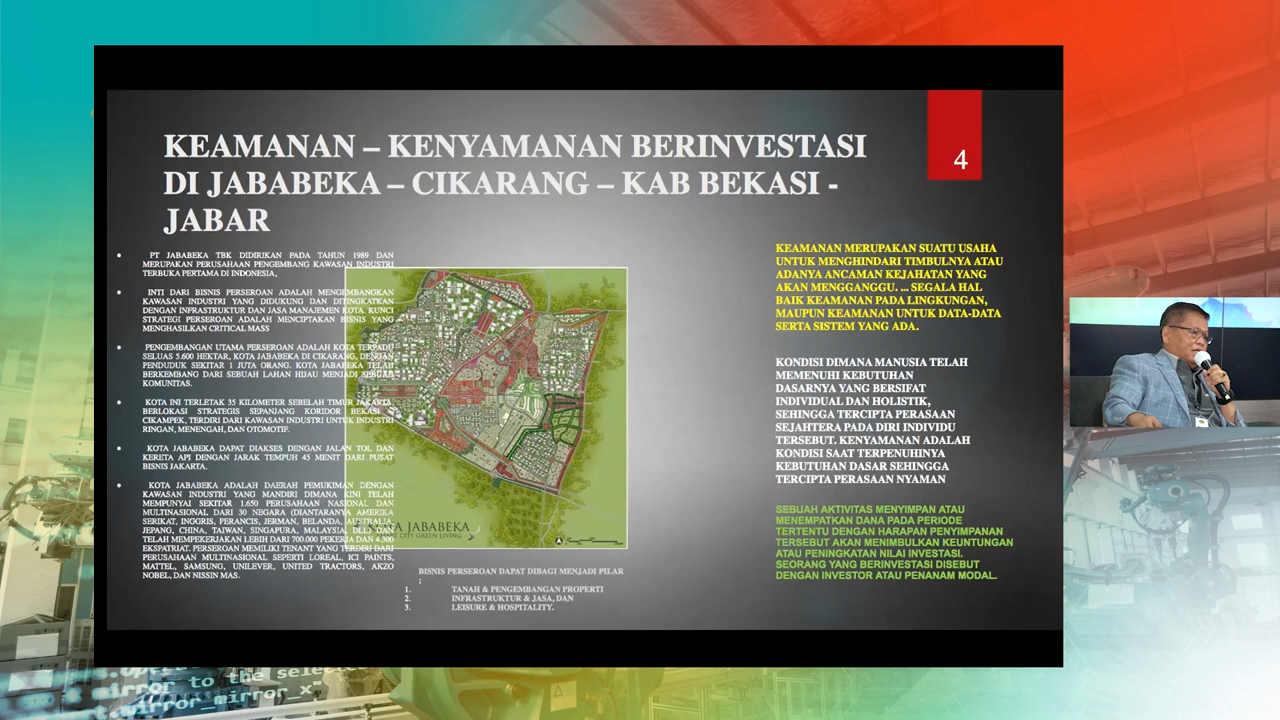 KEAMANAN – KENYAMANAN BERINVESTASI
DI JABABEKA – CIKARANG – KAB BEKASI -
JABAR
4
• PT JABABEKA TBK DIDIRIKAN PADA TAHUN 1989 DAN
MERUPAKAN PERUSAHAAN PENGEMBANG KAWASAN INDUSTRI
TERBUKA PERTAMA DI INDONESIA,
• INTI DARI BISNIS PERSEROAN ADALAH MENGEMBANGKAN
KAWASAN INDUSTRI YANG DIDUKUNG DAN DITINGKATKAN
DENGAN INFRASTRUKTUR DAN JASA MANAJEMEN KOTA. KUNCI
STRATEGI PERSEROAN ADALAH MENCIPTAKAN BISNIS YANG
MENGHASILKAN CRITICAL MASS
• PENGEMBANGAN UTAMA PERSEROAN ADALAH KOTA TERPADU
SELUAS 5.600 HEKTAR, KOTA JABABEKA DI CIKARANG, DENGAN
PENDUDUK SEKITAR 1 JUTA ORANG. KOTA JABABEKA TELAH
BERKEMBANG DARI SEBUAH LAHAN HIJAU MENJADI SEBUAH
KOMUNITAS.
• KOTA INI TERLETAK 35 KILOMETER SEBELAH TIMUR JAKARTA,
BERLOKASI STRATEGIS SEPANJANG KORIDOR BEKASI -
CIKAMPEK, TERDIRI DARI KAWASAN INDUSTRI UNTUK INDUSTRI
RINGAN, MENENGAH, DAN OTOMOTIF.
• KOTA JABABEKA DAPAT DIAKSES DENGAN JALAN TOL DAN
KERETA API DENGAN JARAK TEMPUH 45 MENIT DARI PUSAT
BISNIS JAKARTA.
• KOTA JABABEKA ADALAH DAERAH PEMUKIMAN DENGAN
KAWASAN INDUSTRI YANG MANDIRI DIMANA KINI TELAH
MEMPUNYAI SEKITAR 1.650 PERUSAHAAN NASIONAL DAN
MULTINASIONAL DARI 30 NEGARA (DIANTARANYA AMERIKA
SERIKAT, INGGRIS, PERANCIS, JERMAN, BELANDA, AUSTRALIA,
JEPANG, CHINA, TAIWAN, SINGAPURA, MALAYSIA, DLL) DAN
TELAH MEMPEKERJAKAN LEBIH DARI 700.000 PEKERJA DAN 4.300
EKSPATRIAT. PERSEROAN MEMILIKI TENANT YANG TERDIRI DARI
PERUSAHAAN MULTINASIONAL SEPERTI LOREAL, ICI PAINTS,
MATTEL, SAMSUNG, UNILEVER, UNITED TRACTORS, AKZO
NOBEL, DAN NISSIN MAS.
JABABEKA
CITY GREEN LIVING
BISNIS PERSEROAN DAPAT DIBAGI MENJADI PILAR
:
1. TANAH & PENGEMBANGAN PROPERTI
2. INFRASTRUKTUR & JASA, DAN
3. LEISURE & HOSPITALITY.
KEAMANAN MERUPAKAN SUATU USAHA
UNTUK MENGHINDARI TIMBULNYA ATAU
ADANYA ANCAMAN KEJAHATAN YANG
AKAN MENGGANGGU. ... SEGALA HAL
BAIK KEAMANAN PADA LINGKUNGAN,
MAUPUN KEAMANAN UNTUK DATA-DATA
SERTA SISTEM YANG ADA.
KONDISI DIMANA MANUSIA TELAH
MEMENUHI KEBUTUHAN
DASARNYA YANG BERSIFAT
INDIVIDUAL DAN HOLISTIK,
SEHINGGA TERCIPTA PERASAAN
SEJAHTERA PADA DIRI INDIVIDU
TERSEBUT. KENYAMANAN ADALAH
KONDISI SAAT TERPENUHINYA
KEBUTUHAN DASAR SEHINGGA
TERCIPTA PERASAAN NYAMAN
SEBUAH AKTIVITAS MENYIMPAN ATAU
MENEMPATKAN DANA PADA PERIODE
TERTENTU DENGAN HARAPAN PENYIMPANAN
TERSEBUT AKAN MENIMBULKAN KEUNTUNGAN
ATAU PENINGKATAN NILAI INVESTASI.
SEORANG YANG BERINVESTASI DISEBUT
DENGAN INVESTOR ATAU PENANAM MODAL.
mirror to the selected
mirror_mirror_x"